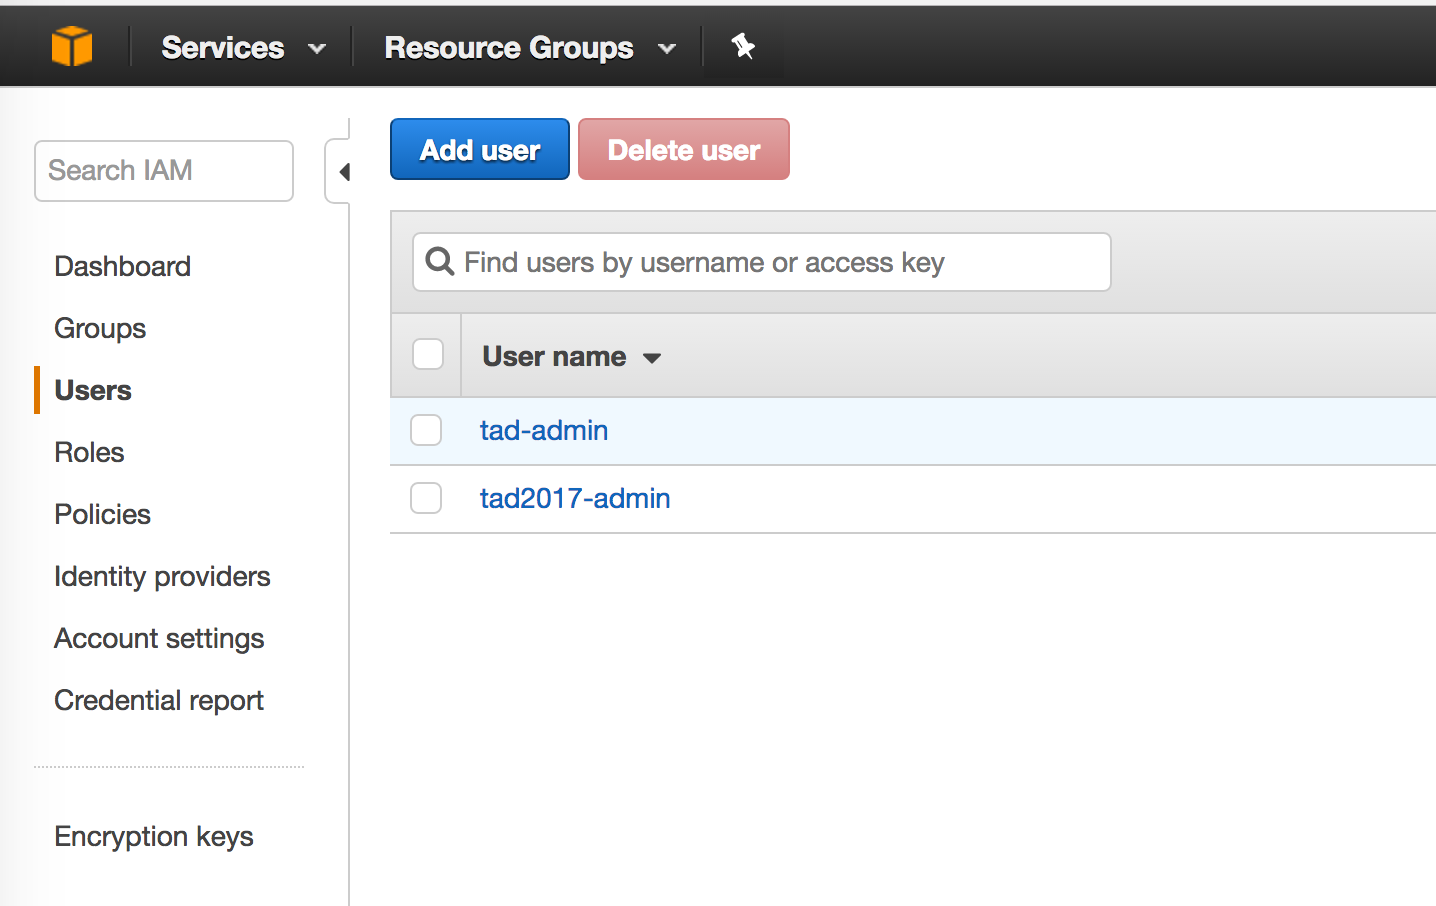 Services Resource Groups
Search IAM
Dashboard
Groups
Users
Roles
Policies
Identity providers
Account settings
Credential report
Encryption keys
Add user Delete user
Find users by username or access key
User name
tad-admin
tad2017-admin